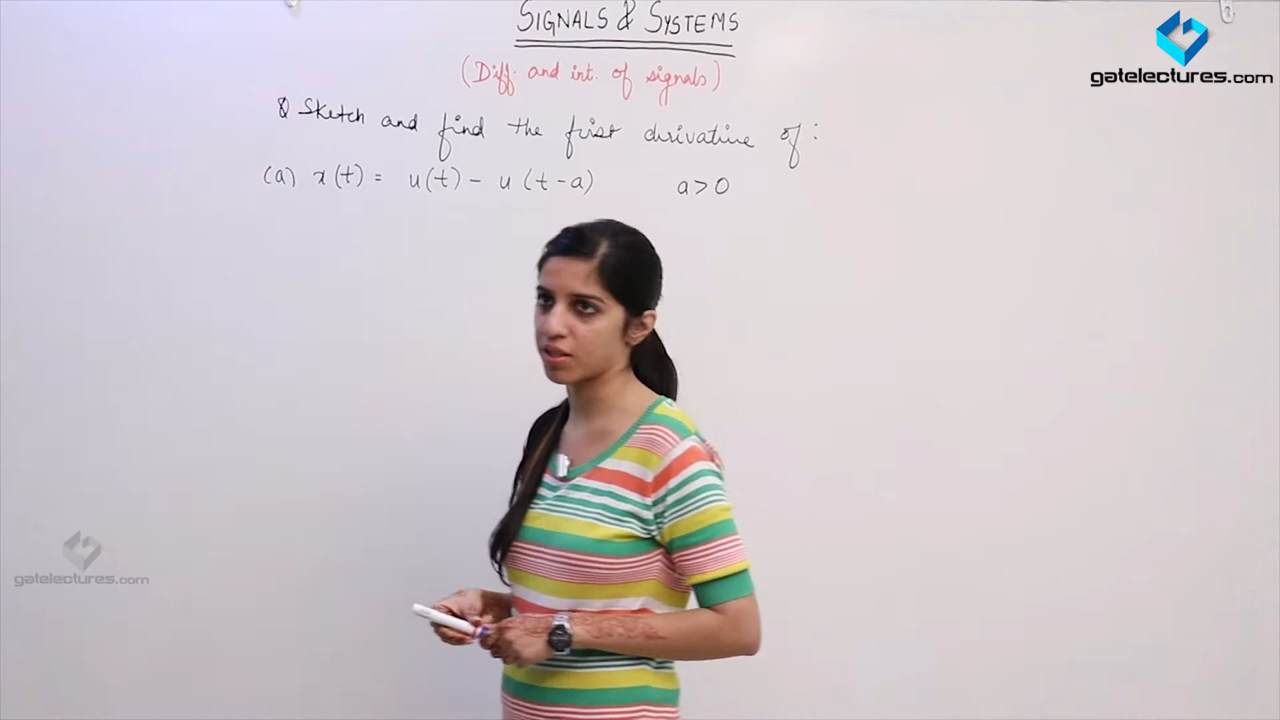 SIGNALS & SYSTEMS
(Diff. and int. of signals)
Q Sketch and find the first derivative of :
(a) x(t) = u(t) - u(t-a) a>0
gatelectures.com
gatelectures.com